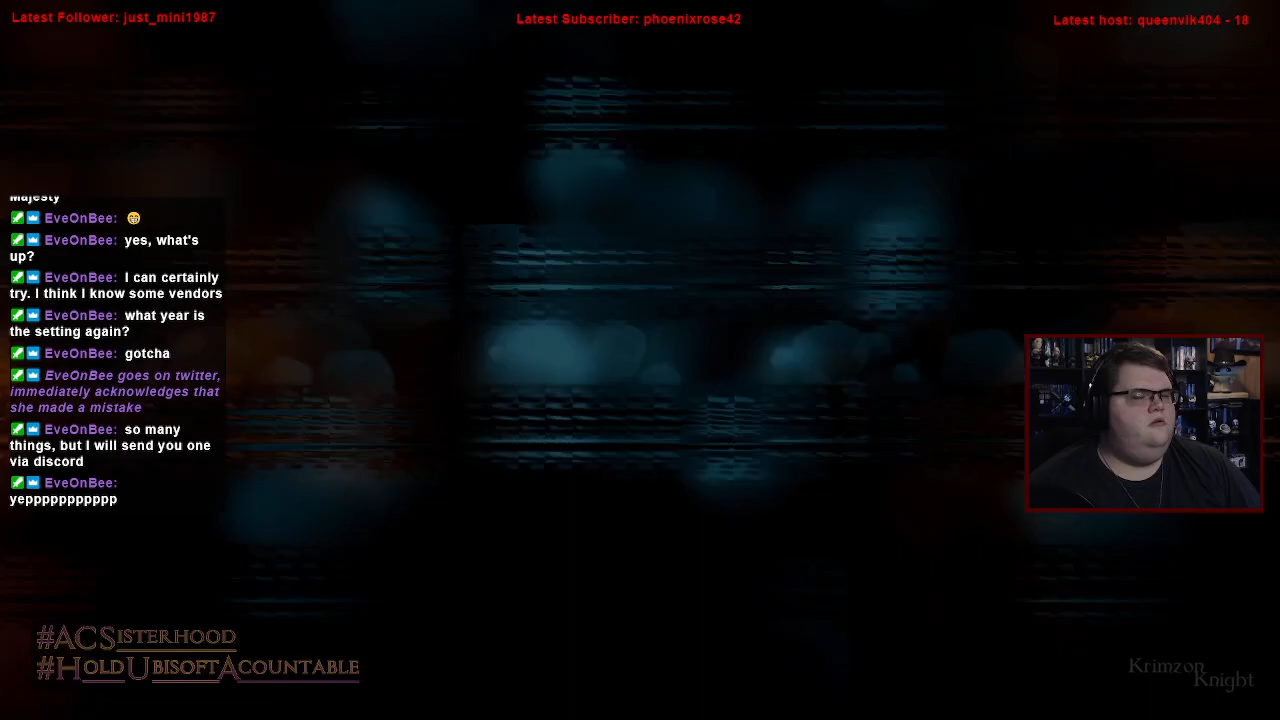 Latest Follower: just_mini1987
Latest Subscriber: phoenixrose42
Latest host: queenvlk404 - 18
Majesty
EveOnBee: 😁
EveOnBee: yes, what's
up?
EveOnBee: I can certainly
try. I think I know some vendors
EveOnBee: what year is
the setting again?
EveOnBee: gotcha
EveOnBee goes on twitter,
immediately acknowledges that
she made a mistake
EveOnBee: so many
things, but I will send you one
via discord
EveOnBee:
yepppppppppppp
#ACSisterhood
#HoldUbisoftAcountable
Krimzon
Knight